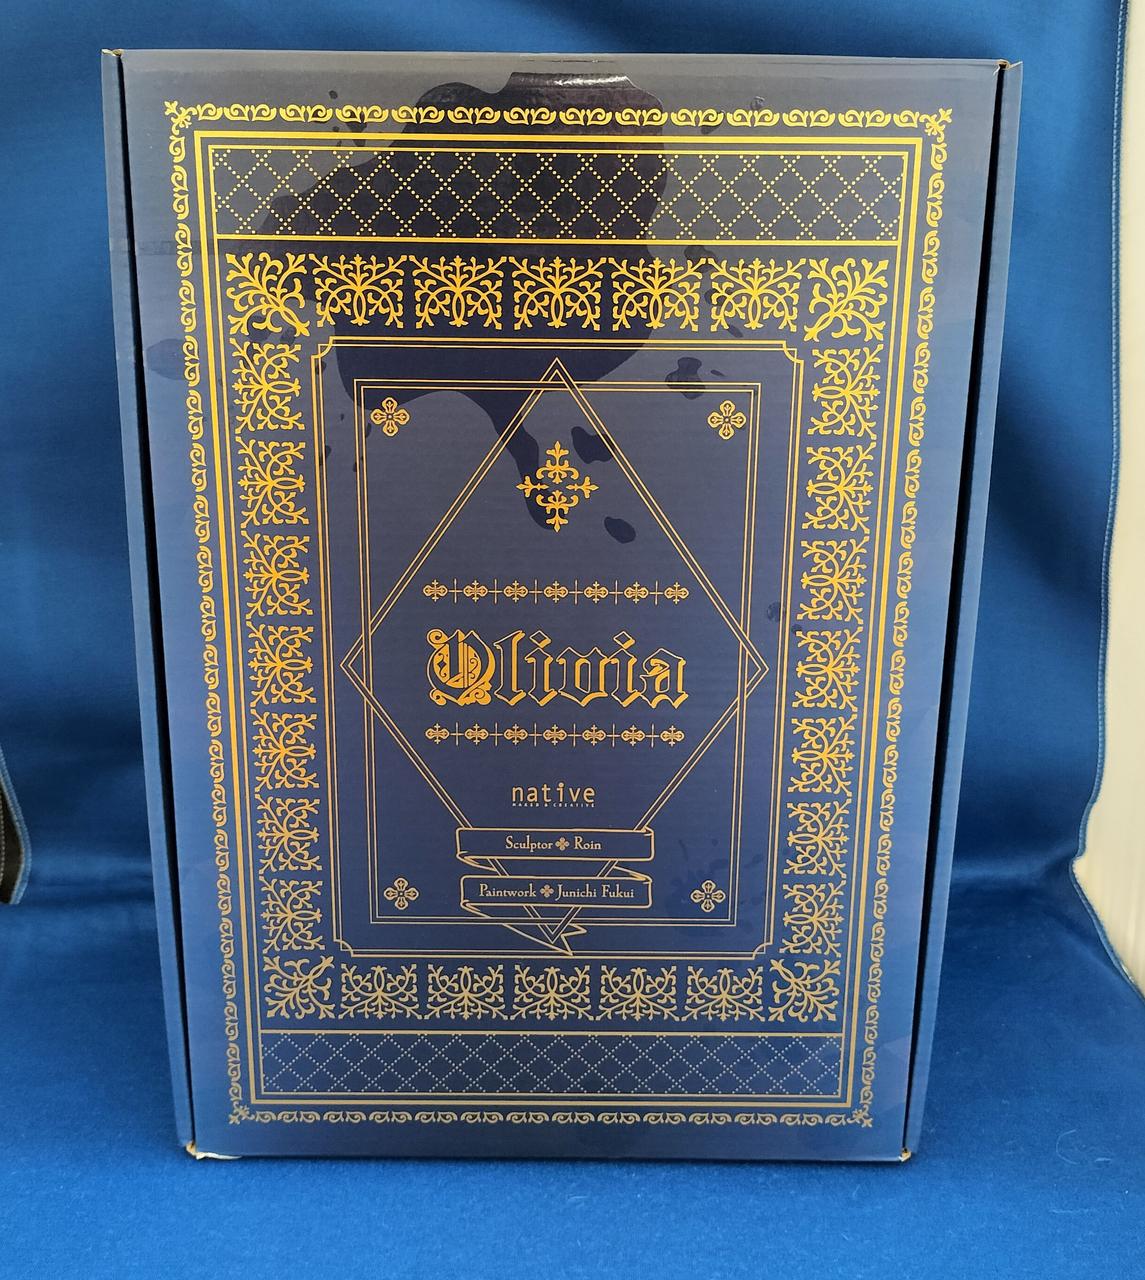 Olivia
native
MAKER & CREATIVE
Sculptor Roin
Paintwork Junichi Fukui